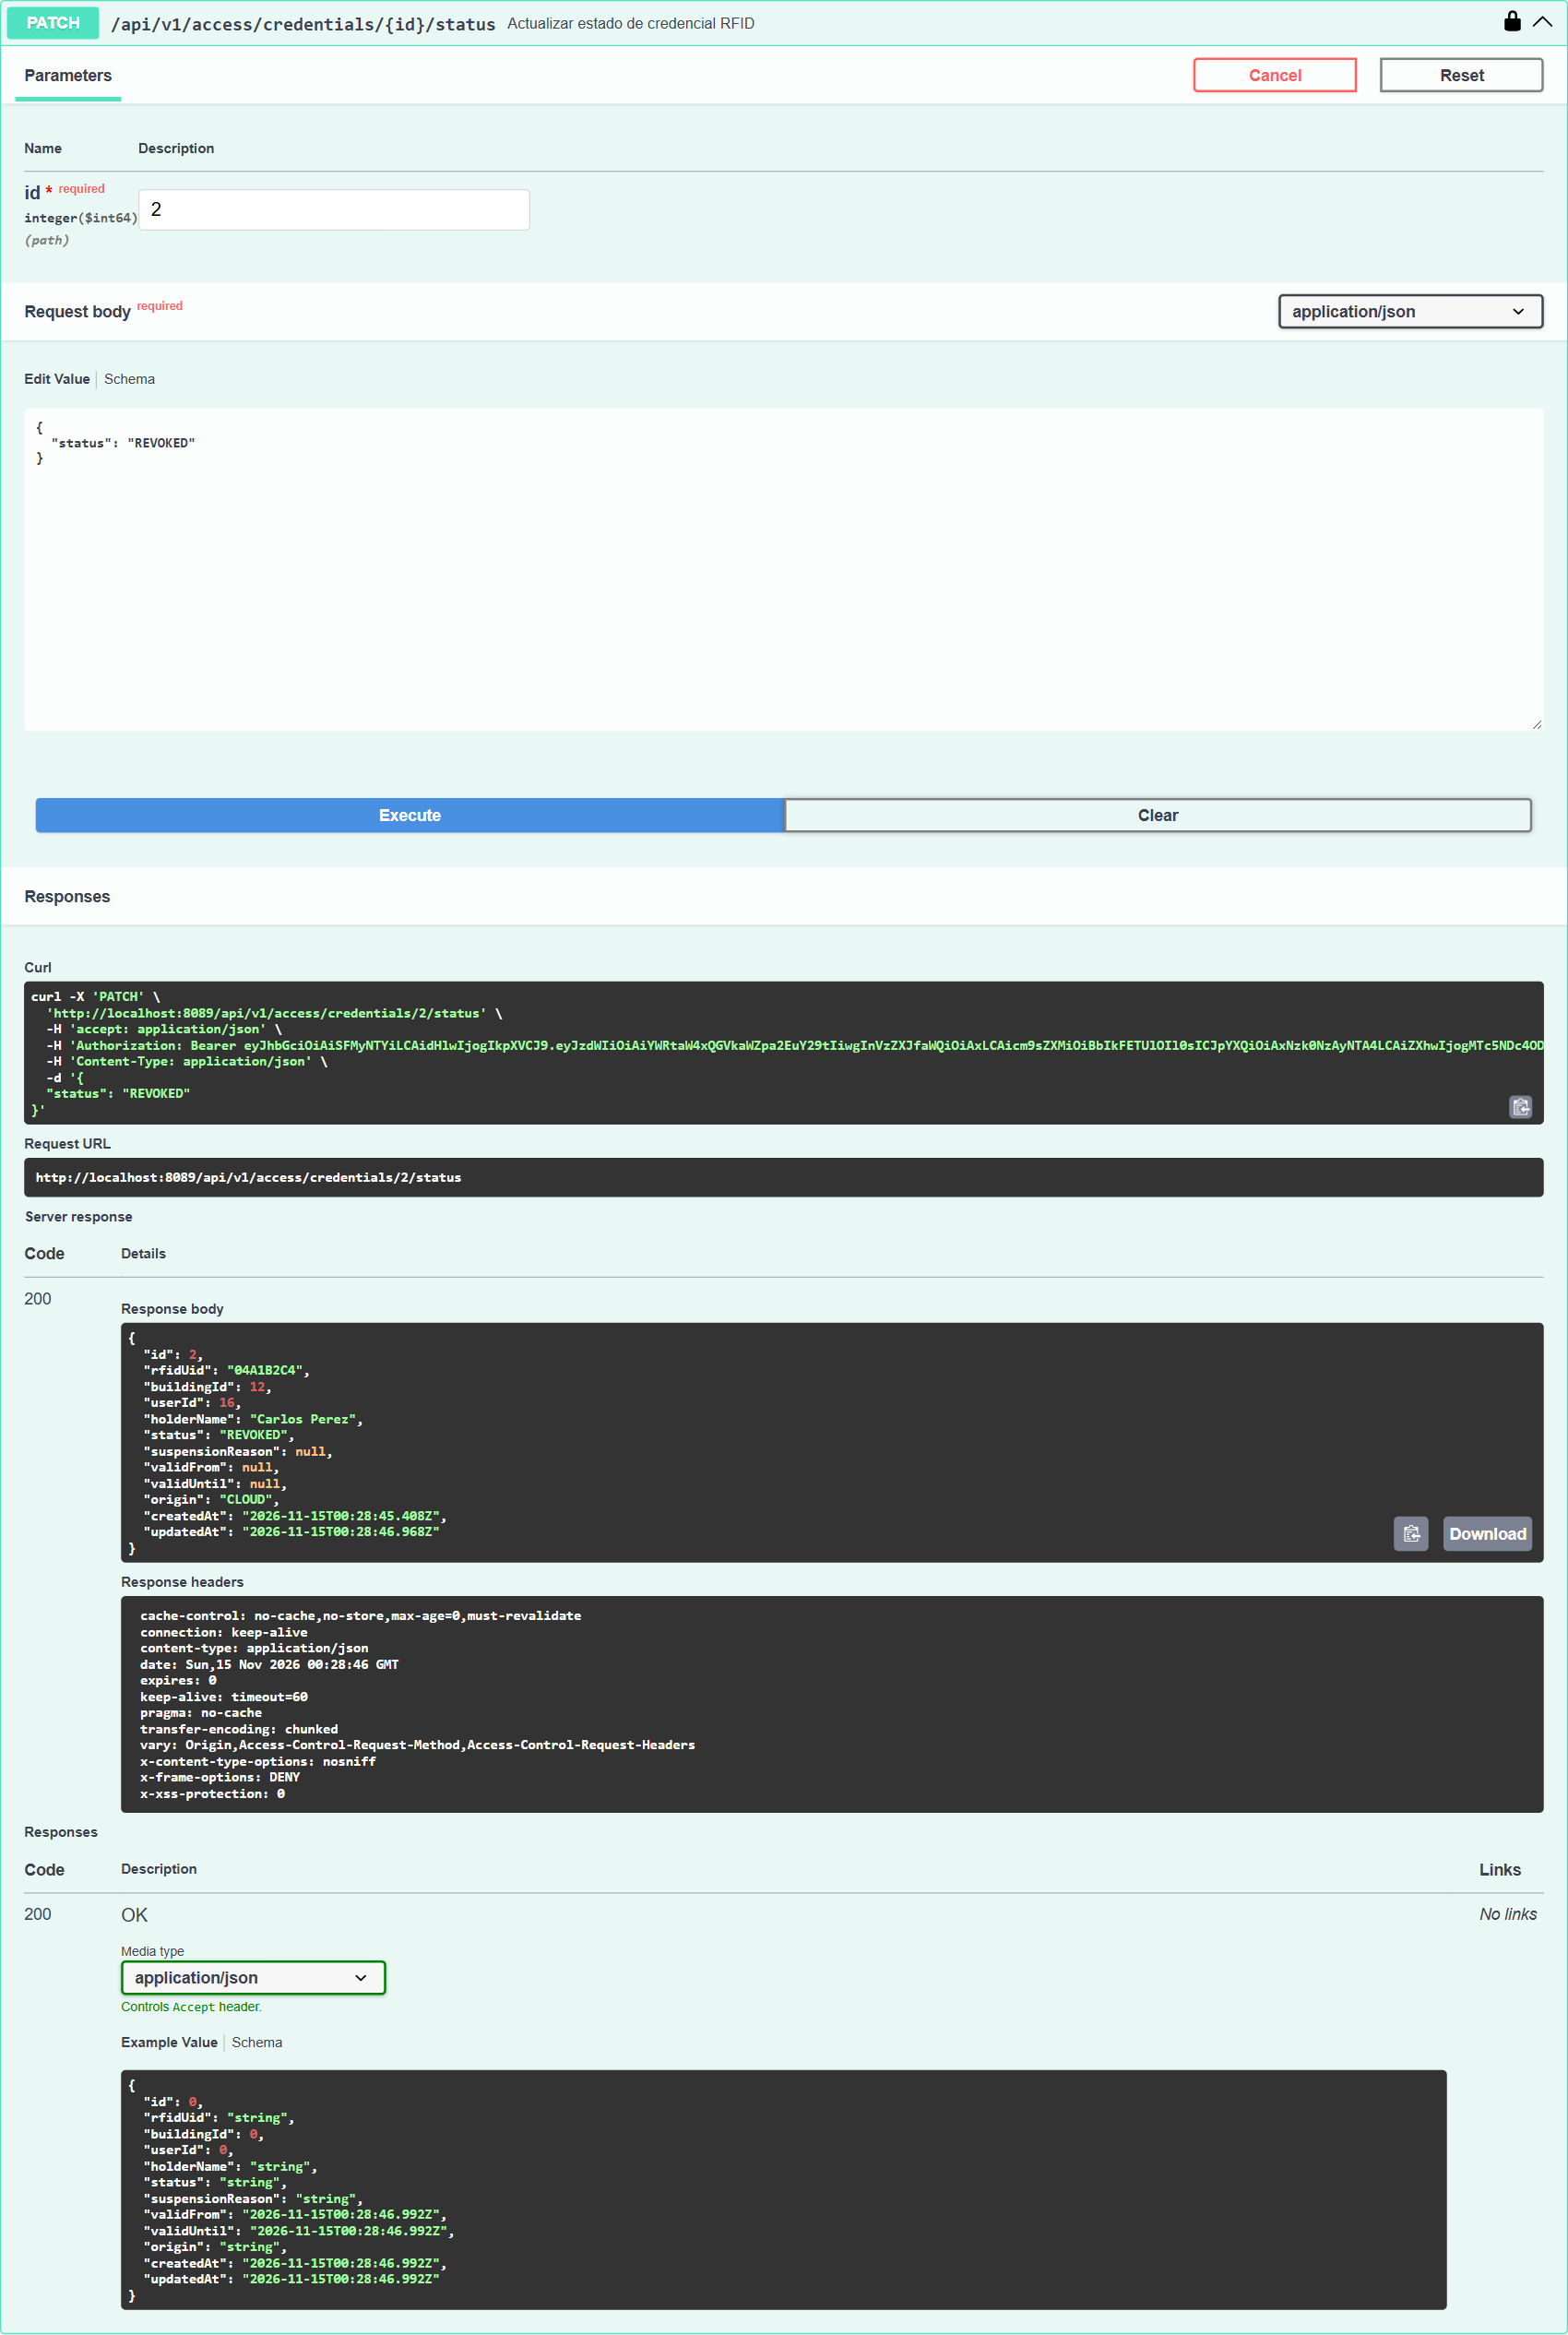 PATCH /api/v1/access/credentials/{id}/status Actualizar estado de credencial RFID
Parameters
Cancel
Reset
Name Description
id * required
integer($int64)
(path)
2
Request body required
application/json
Edit Value | Schema
{
  "status": "REVOKED"
}
Execute
Clear
Responses
Curl
curl -X 'PATCH' \
  'http://localhost:8089/api/v1/access/credentials/2/status' \
  -H 'accept: application/json' \
  -H 'Authorization: Bearer
  -H 'Content-Type: application/json' \
  -d '{
  "status": "REVOKED"
}'
Request URL
http://localhost:8089/api/v1/access/credentials/2/status
Server response
Code Details
200
Response body
{
  "id": 2,
  "rfidUid": "04A1B2C4",
  "buildingId": 12,
  "userId": 16,
  "holderName": "Carlos Perez",
  "status": "REVOKED",
  "suspensionReason": null,
  "validFrom": null,
  "validUntil": null,
  "origin": "CLOUD",
  "createdAt": "2026-11-15T00:28:45.408Z",
  "updatedAt": "2026-11-15T00:28:46.968Z"
}
Download
Response headers
cache-control: no-cache,no-store,max-age=0,must-revalidate
connection: keep-alive
content-type: application/json
date: Sun,15 Nov 2026 00:28:46 GMT
expires: 0
keep-alive: timeout=60
pragma: no-cache
transfer-encoding: chunked
vary: Origin,Access-Control-Request-Method,Access-Control-Request-Headers
x-content-type-options: nosniff
x-frame-options: DENY
x-xss-protection: 0
Responses
Code Description Links
200 OK No links
Media type
application/json
Controls Accept header.
Example Value | Schema
{
  "id": 0,
  "rfidUid": "string",
  "buildingId": 0,
  "userId": 0,
  "holderName": "string",
  "status": "string",
  "suspensionReason": "string",
  "validFrom": "2026-11-15T00:28:46.992Z",
  "validUntil": "2026-11-15T00:28:46.992Z",
  "origin": "string",
  "createdAt": "2026-11-15T00:28:46.992Z",
  "updatedAt": "2026-11-15T00:28:46.992Z"
}